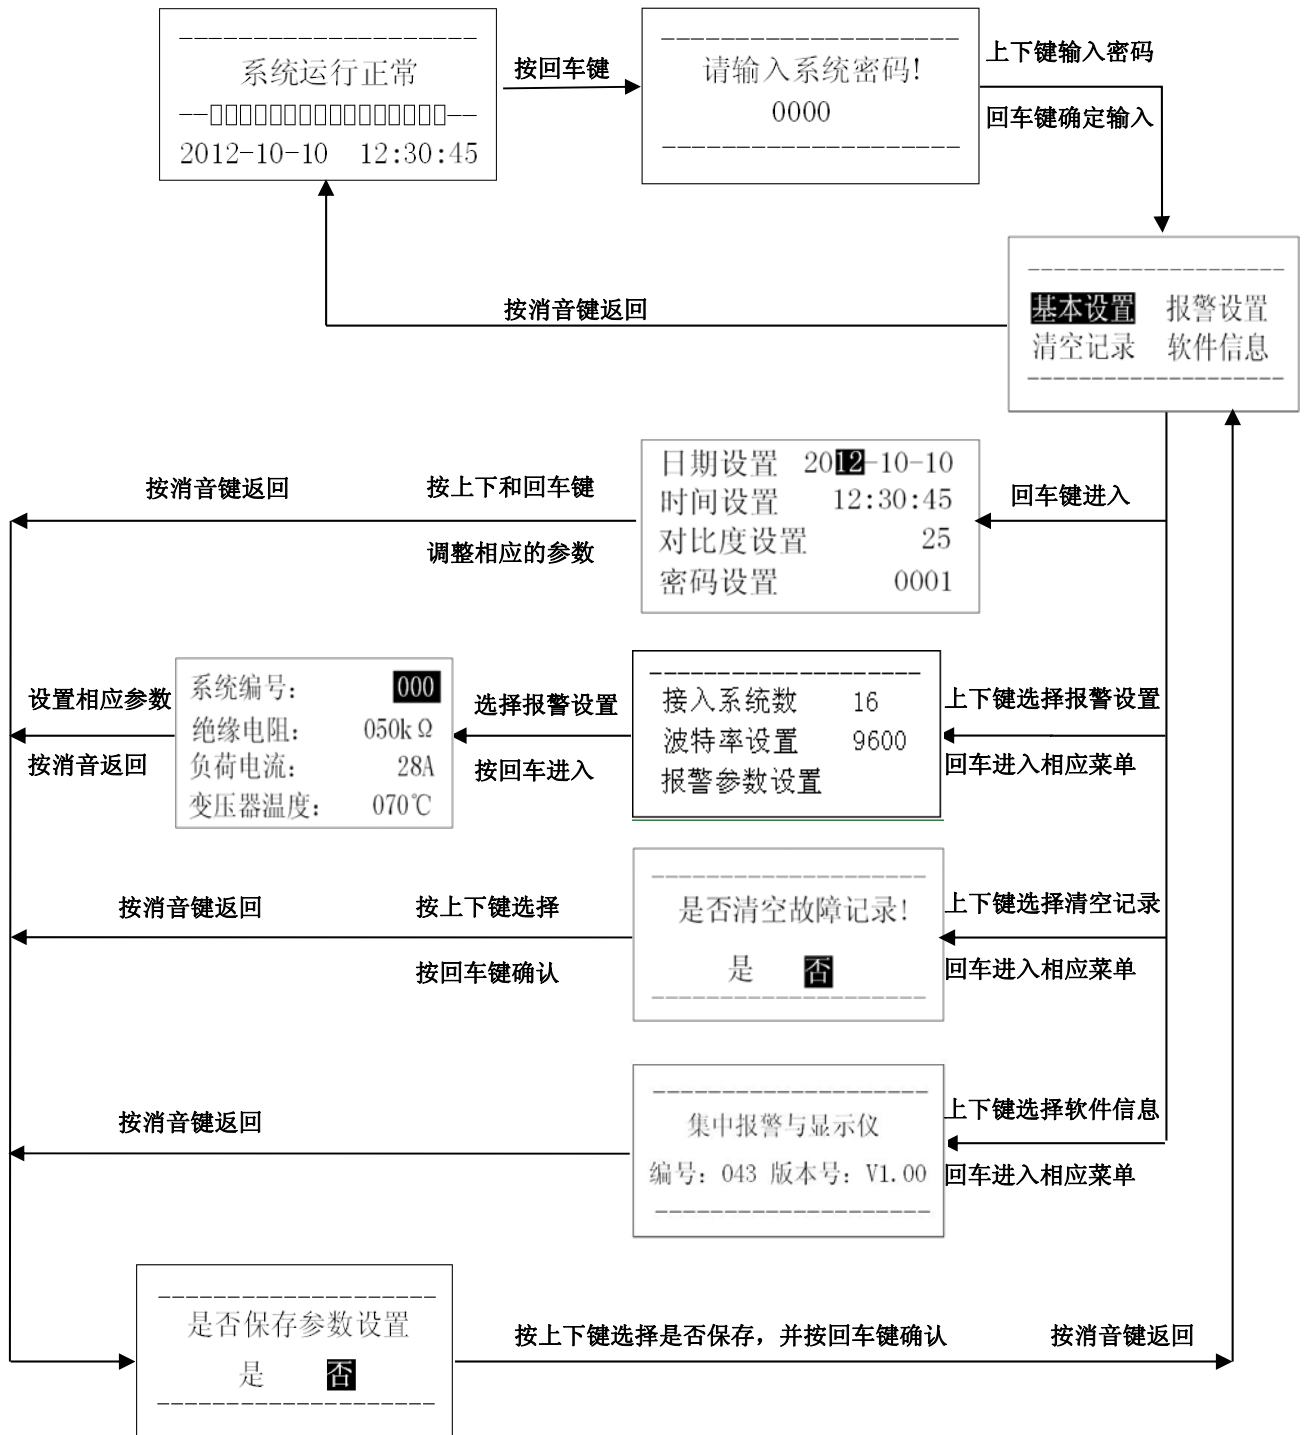 系统运行正常
2012-10-10 12:30:45
按回车键
请输入系统密码!
0000
上下键输入密码
回车键确定输入
按消音键返回
基本设置 报警设置
清空记录 软件信息
按消音键返回
按上下和回车键
调整相应的参数
日期设置 2012-10-10
时间设置 12:30:45
对比度设置 25
密码设置 0001
回车键进入
设置相应参数
按消音返回
系统编号: 000
绝缘电阻: 050kΩ
负荷电流: 28A
变压器温度: 070℃
选择报警设置
按回车进入
接入系统数 16
波特率设置 9600
报警参数设置
上下键选择报警设置
回车进入相应菜单
按消音键返回
按上下键选择
按回车键确认
是否清空故障记录!
是 否
上下键选择清空记录
回车进入相应菜单
按消音键返回
集中报警与显示仪
编号: 043 版本号: V1.00
上下键选择软件信息
回车进入相应菜单
是否保存参数设置
是 否
按上下键选择是否保存，并按回车键确认
按消音键返回